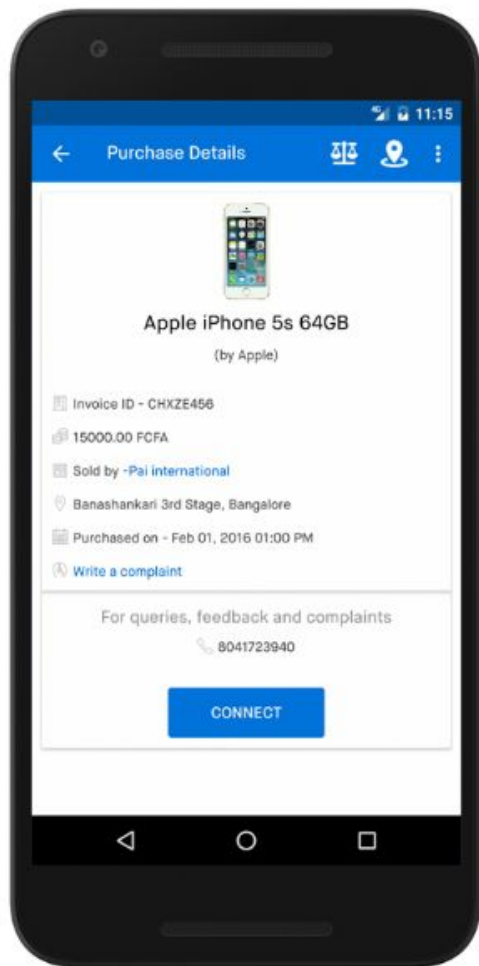 4G 11:15
Purchase Details
Apple iPhone 5s 64GB
(by Apple)
Invoice ID - CHXZE456
15000.00 FCFA
Sold by -Pai international
Banashankari 3rd Stage, Bangalore
Purchased on - Feb 01, 2016 01:00 PM
Write a complaint
For queries, feedback and complaints
8041723940
CONNECT